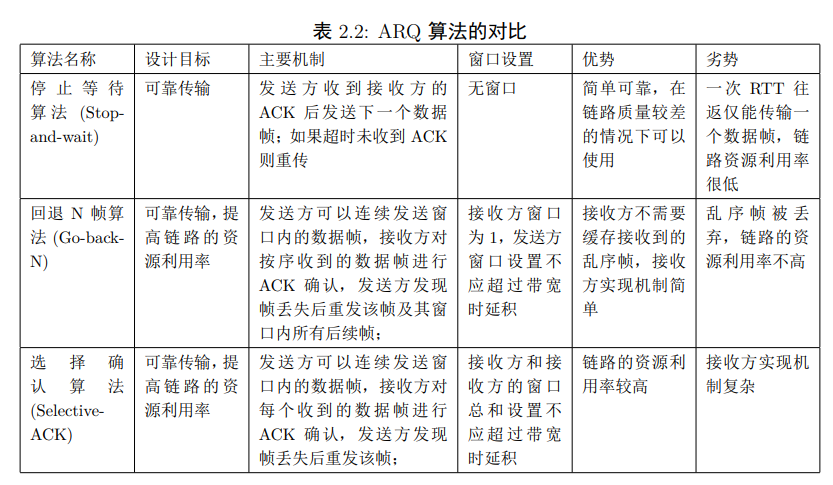 表 2.2: ARQ 算法的对比
算法名称
设计目标
主要机制
窗口设置
优势
劣势
停止等待
算法 (Stop-
and-wait)
可靠传输
发送方收到接收方的
ACK 后发送下一个数据
帧；如果超时未收到 ACK
则重传
无窗口
简单可靠，在
链路质量较差
的情况下可以
使用
一次 RTT 往
返仅能传输一
个数据帧，链
路资源利用率
很低
回退 N 帧算
法 (Go-back-
N)
可靠传输，提
高链路的资
源利用率
发送方可以连续发送窗
口内的数据帧，接收方对
按序收到的数据帧进行
ACK 确认，发送方发现
帧丢失后重发该帧及其窗
口内所有后续帧；
接收方窗口
为 1，发送方
窗口设置不
应超过带宽
时延积
接收方不需要
缓存接收到的
乱序帧，接收
方实现机制简
单
乱序帧被丢
弃，链路的资
源利用率不高
选择确
认算法
(Selective-
ACK)
可靠传输，提
高链路的资
源利用率
发送方可以连续发送窗
口内的数据帧，接收方对
每个收到的数据帧进行
ACK 确认，发送方发现
帧丢失后重发该帧；
接收方和接
收方的窗口
总和设置不
应超过带宽
时延积
链路的资源利
用率较高
接收方实现机
制复杂